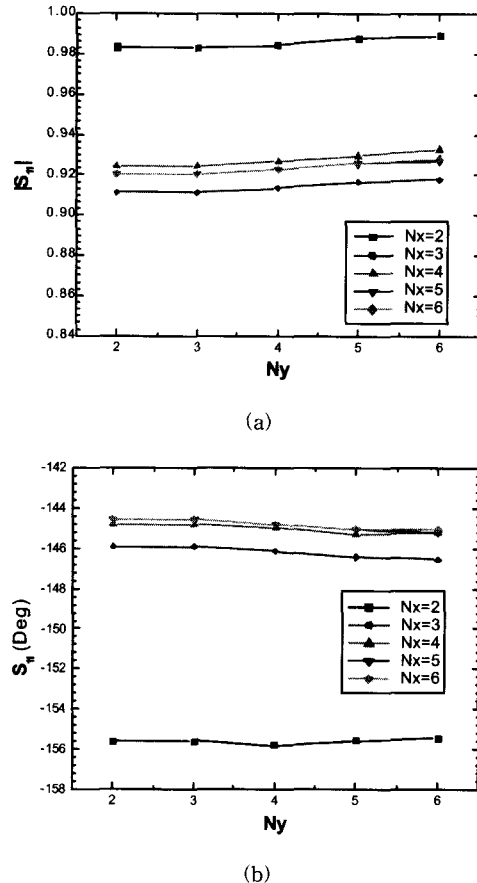 1.00
0.98
0.96
0.94
0.92
0.90
0.88
0.86
0.84
|S11|
Nx=2
Nx=3
Nx=4
Nx=5
Nx=6
2 3 4 5 6
Ny
(a)
-142
-144
-146
-148
-150
-152
-154
-156
-158
S11 (Deg)
Nx=2
Nx=3
Nx=4
Nx=5
Nx=6
2 3 4 5 6
Ny
(b)